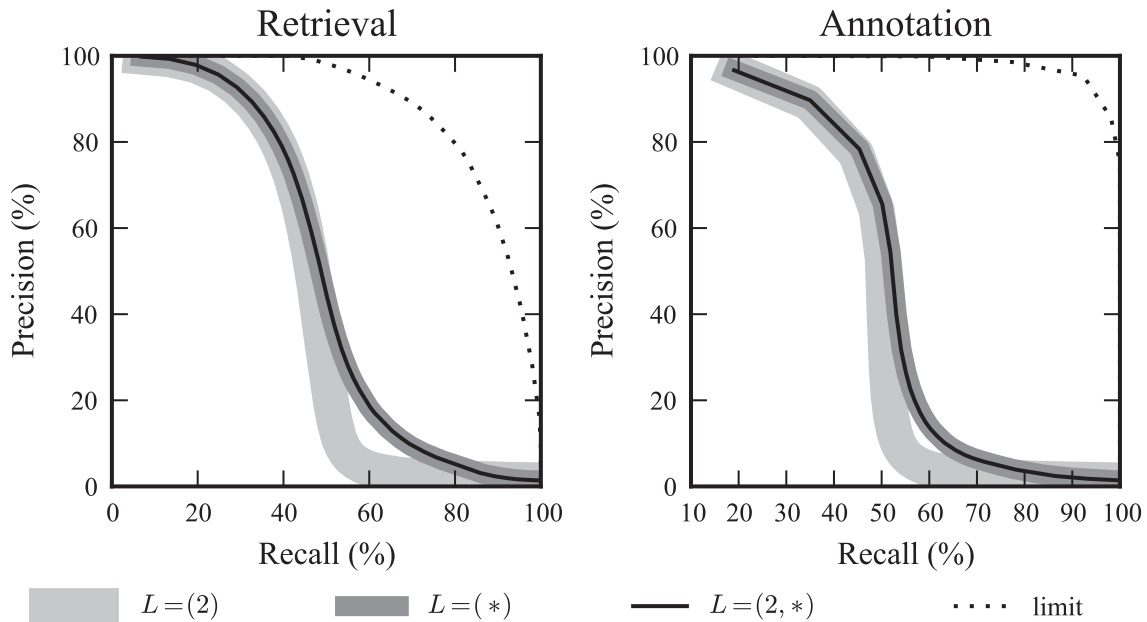 Retrieval
100
80
60
40
20
0
Precision (%)
0 20 40 60 80 100
Recall (%)
Annotation
100
80
60
40
20
0
Precision (%)
10 20 30 40 50 60 70 80 90 100
Recall (%)
L=(2) L=(*) L=(2,*) limit